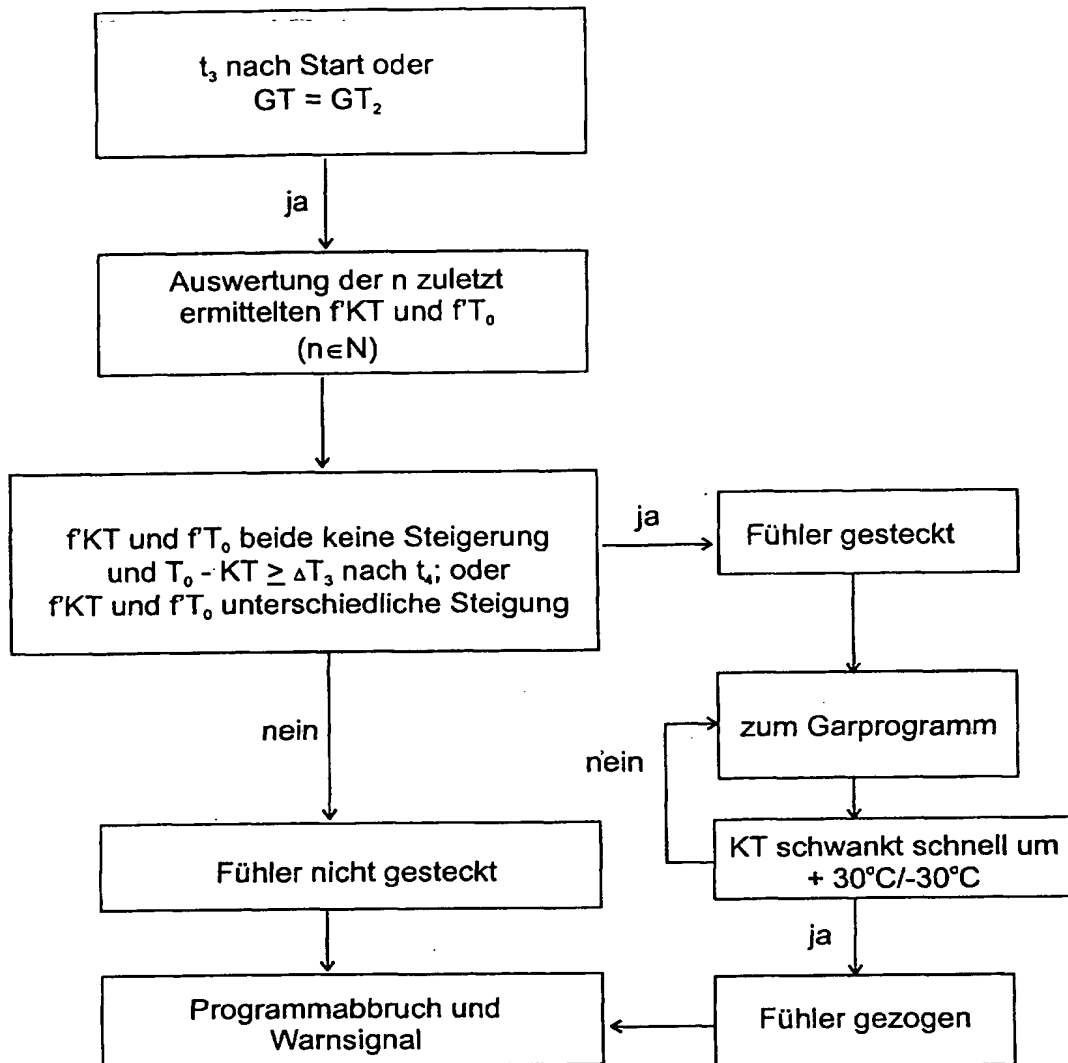 t₃ nach Start oder
GT = GT₂
ja
Auswertung der n zuletzt
ermittelten f'KT und f'T₀
(n∈N)
f'KT und f'T₀ beide keine Steigerung
und T₀ - KT ≥ ΔT₃ nach t₄; oder
f'KT und f'T₀ unterschiedliche Steigung
ja
Fühler gesteckt
nein
zum Garprogramm
nein
KT schwankt schnell um
+ 30°C/-30°C
Fühler nicht gesteckt
ja
Programmabbruch und
Warnsignal
Fühler gezogen